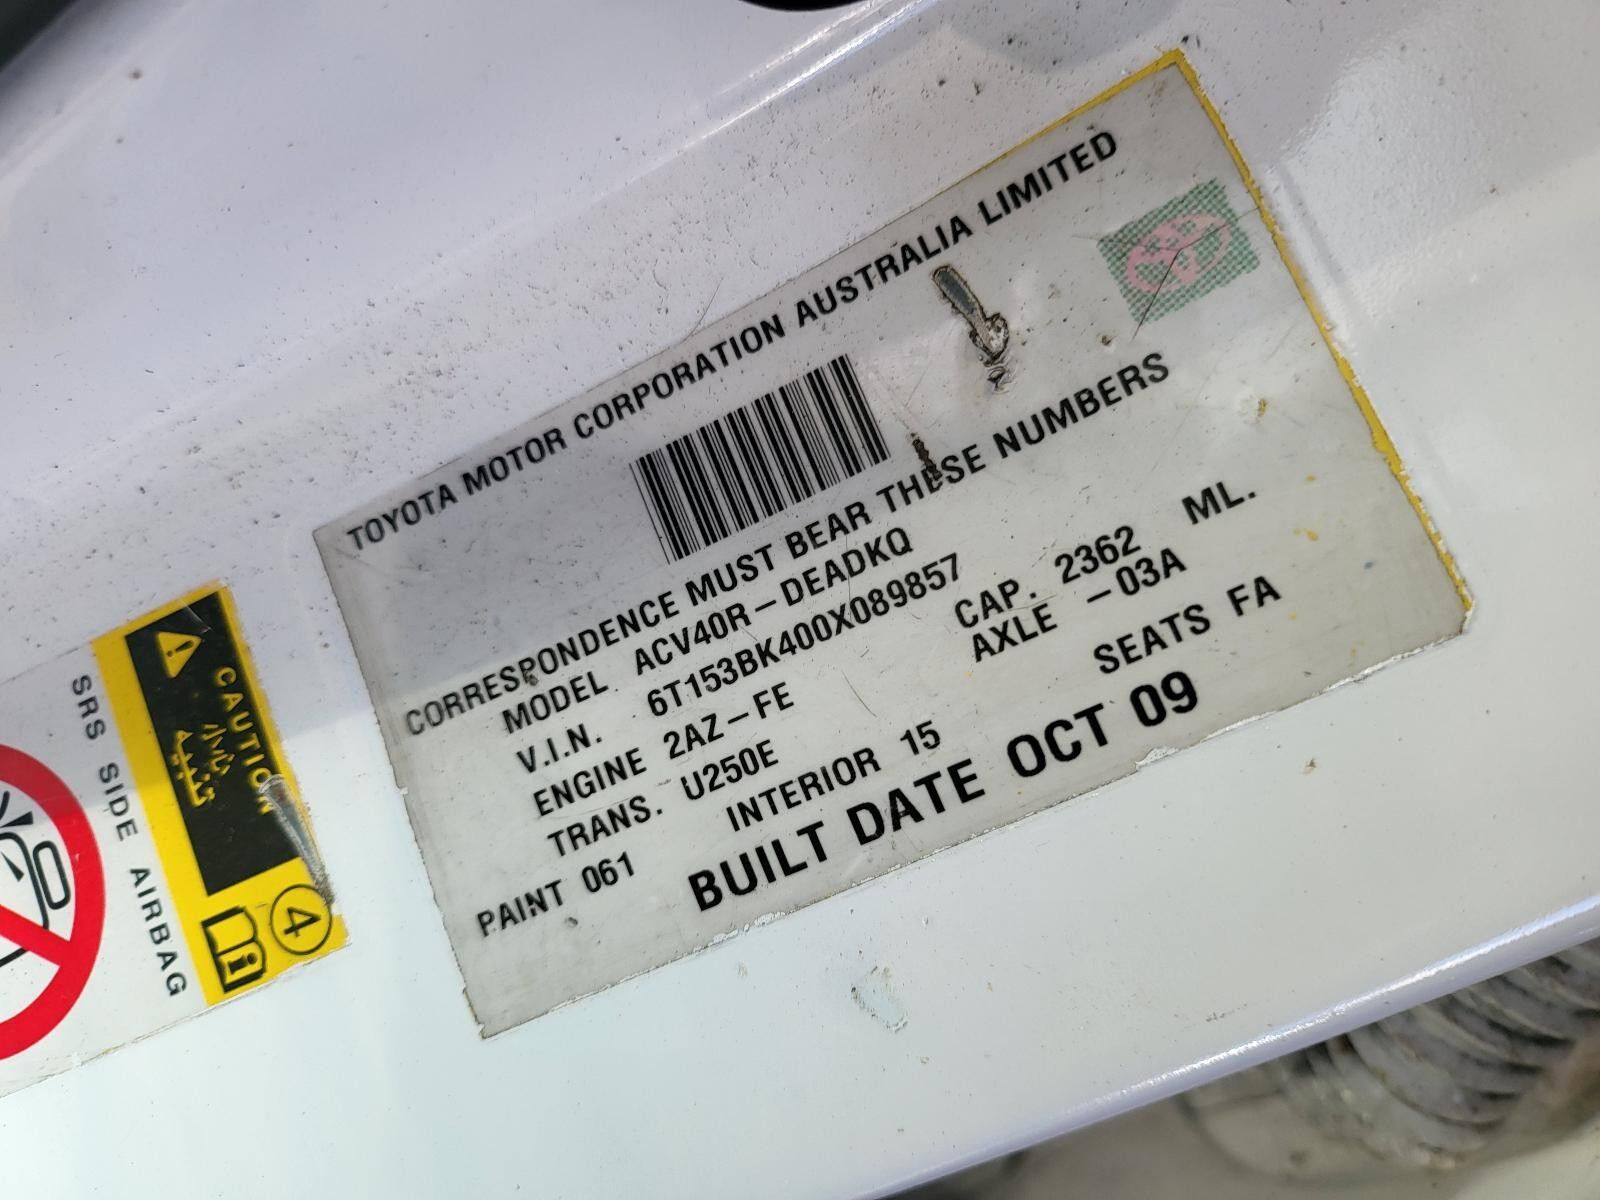 TOYOTA MOTOR CORPORATION AUSTRALIA LIMITED
CORRESPONDENCE MUST BEAR THESE NUMBERS
MODEL ACV40R-DEADKQ
V.I.N. 6T153BK400X089857
ENGINE 2AZ-FE CAP. 2362 ML.
TRANS. U250E AXLE -03A
PAINT 061 INTERIOR 15 SEATS FA
BUILT DATE OCT 09
CAUTION
تنبيه
4
SRS SIDE AIRBAG